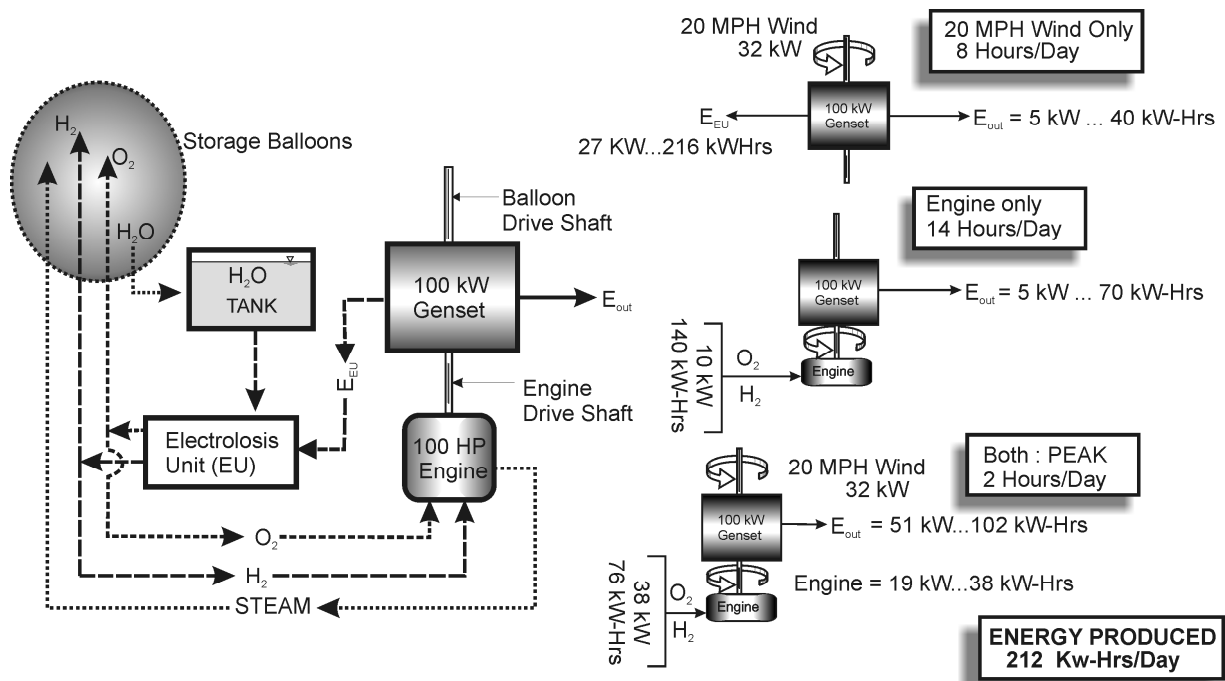 H2
Storage Balloons
O2
H2O
H2O
TANK
Balloon
Drive Shaft
100 kW
Genset
Eout
EEU
Engine
Drive Shaft
Electrolosis
Unit (EU)
100 HP
Engine
O2
H2
STEAM
20 MPH Wind
32 kW
20 MPH Wind Only
8 Hours/Day
EEU
100 kW
Genset
Eout = 5 kW ... 40 kW-Hrs
27 KW...216 kWHrs
Engine only
14 Hours/Day
100 kW
Genset
Eout = 5 kW ... 70 kW-Hrs
10 kW
140 kW-Hrs
O2
H2
Engine
Both : PEAK
2 Hours/Day
20 MPH Wind
32 kW
100 kW
Genset
Eout = 51 kW...102 kW-Hrs
38 kW
76 kW-Hrs
O2
H2
Engine
Engine = 19 kW...38 kW-Hrs
ENERGY PRODUCED
212 Kw-Hrs/Day